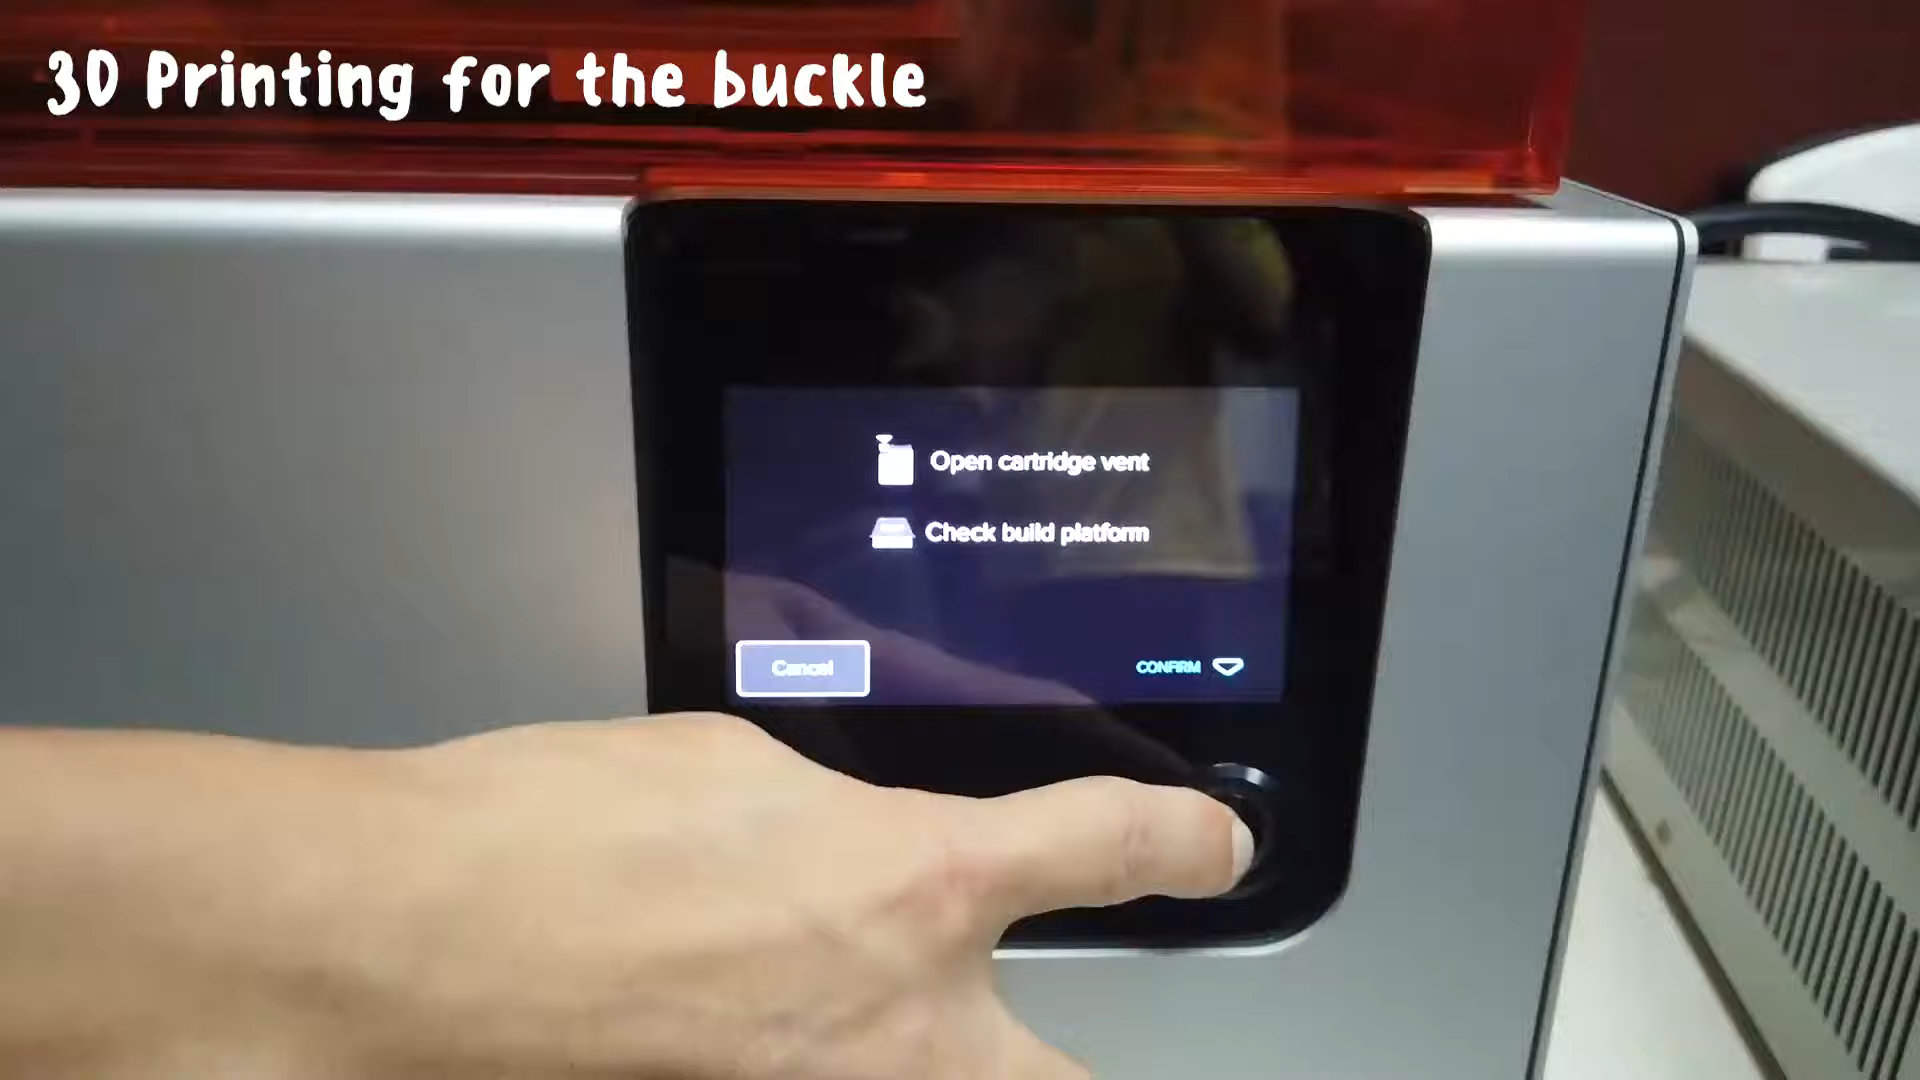 3D Printing for the buckle
Open cartridge vent
Check build platform
Cancel
CONFIRM